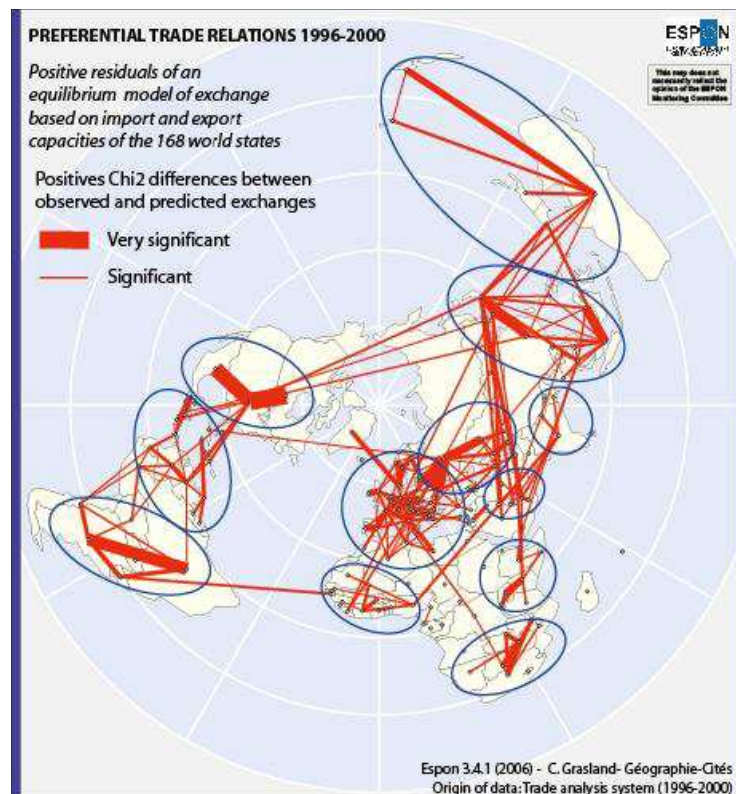 PREFERENTIAL TRADE RELATIONS 1996-2000
ESPON
This map does not
necessarily reflect the
opinion of the ESPON
Monitoring Committee
Positive residuals of an
equilibrium model of exchange
based on import and export
capacities of the 168 world states
Positives Chi2 differences between
observed and predicted exchanges
Very significant
Significant
Espon 3.4.1 (2006) - C. Grasland- Géographie-Cités
Origin of data: Trade analysis system (1996-2000)